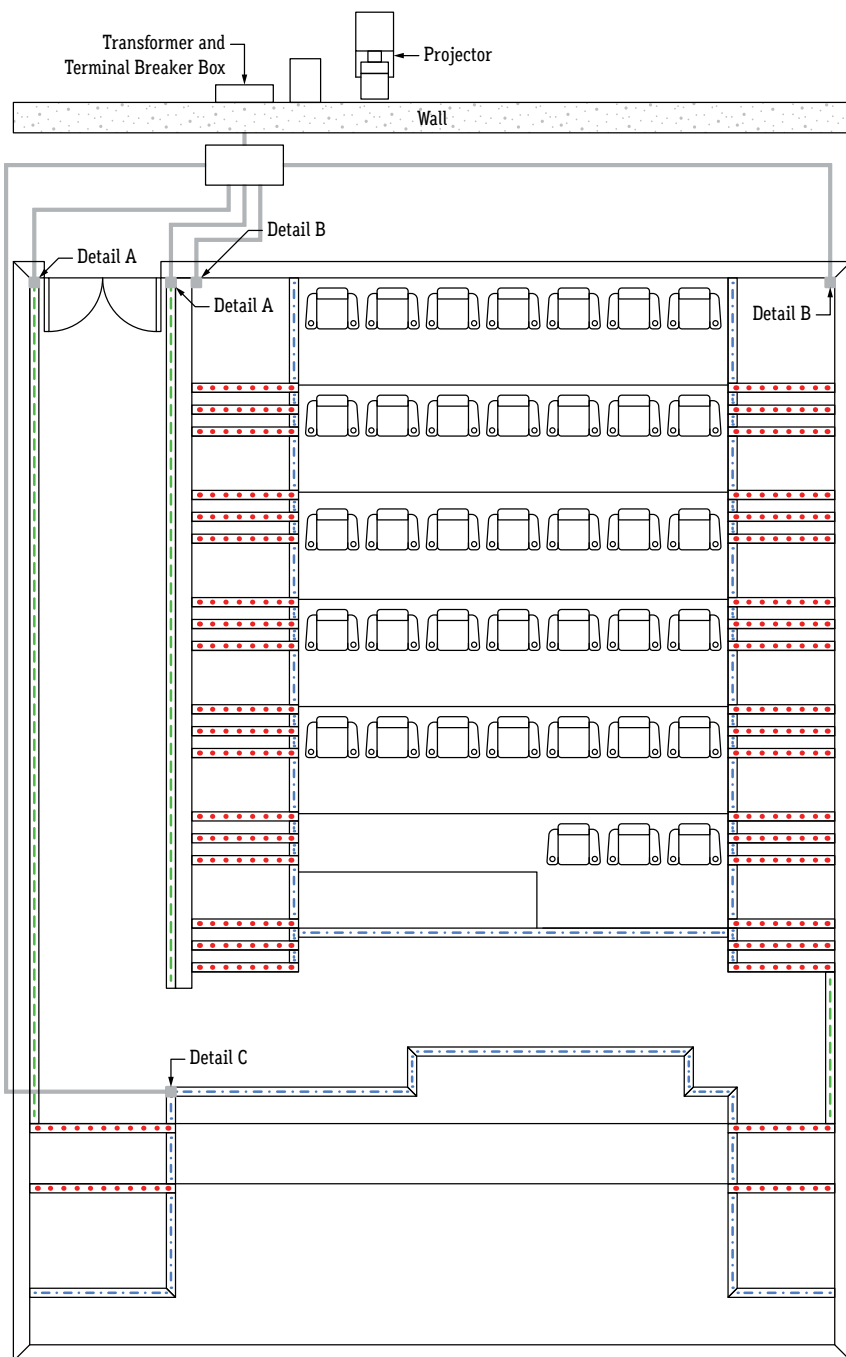 Transformer and
Terminal Breaker Box
Projector
Wall
Detail B
Detail A
Detail A
Detail B
Detail C